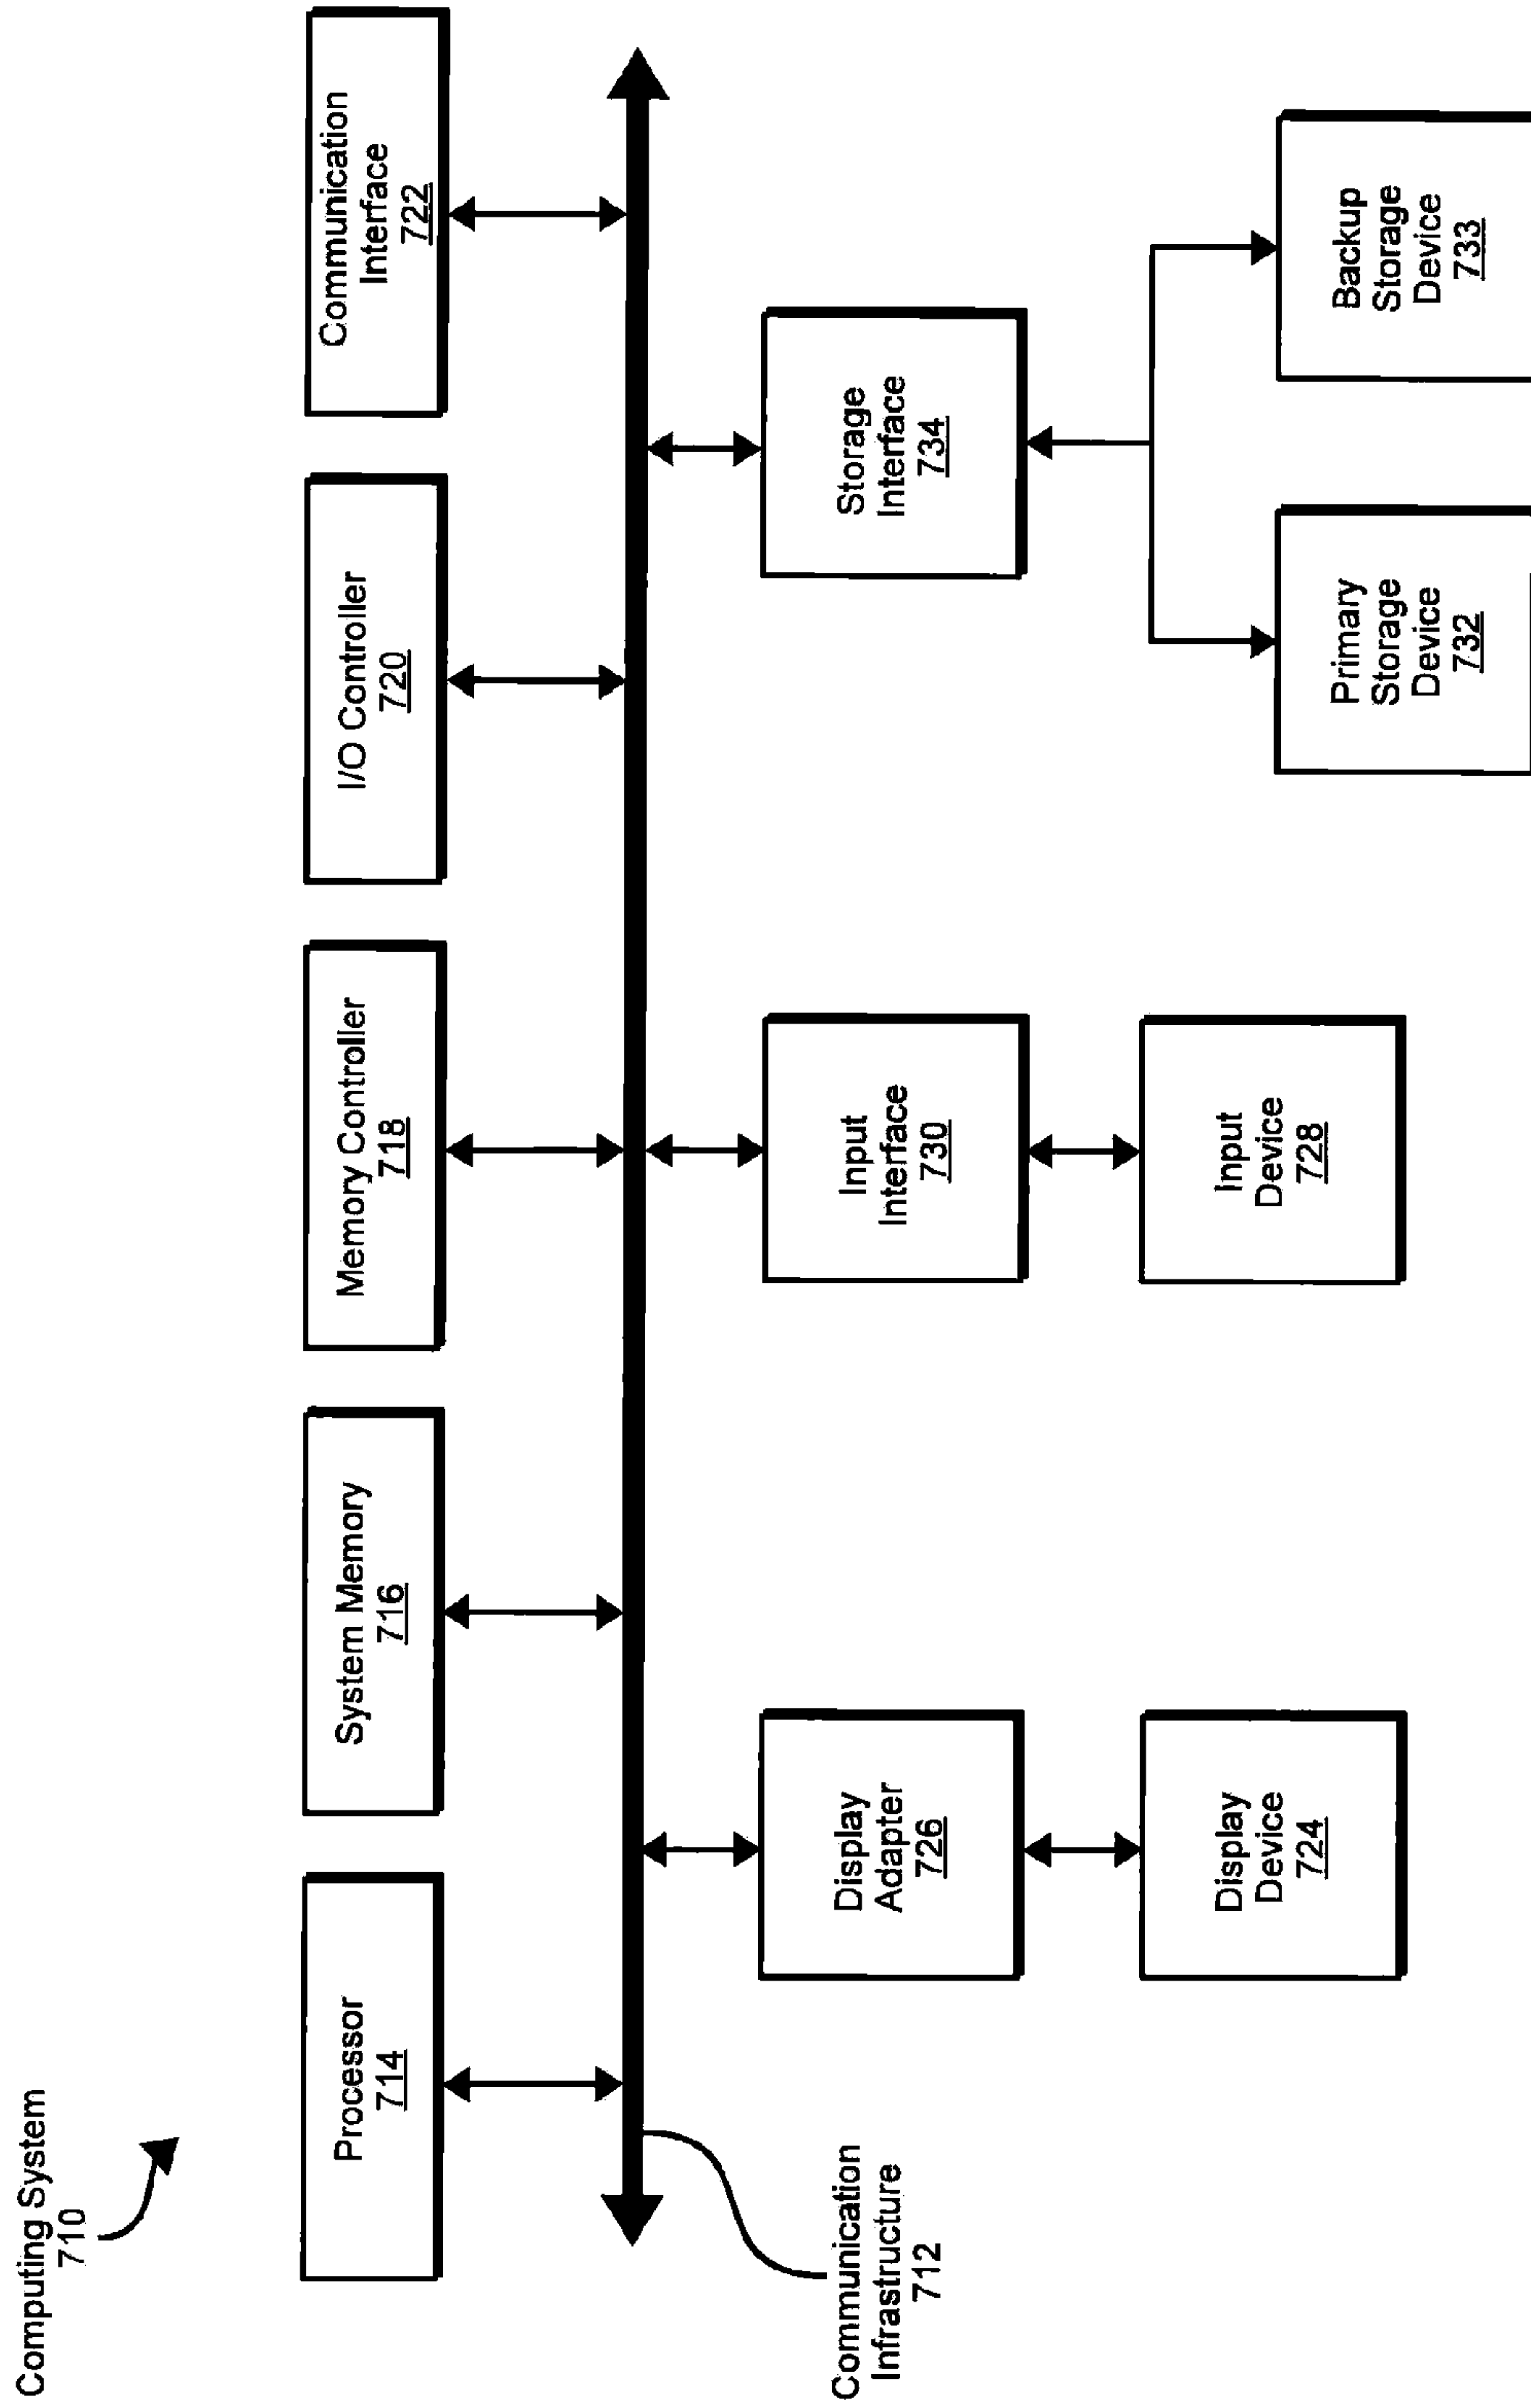 Computing System
710
Processor
714
System Memory
716
Memory Controller
718
I/O Controller
720
Communication
Interface
722
Communication
Infrastructure
712
Display
Adapter
726
Input
Interface
730
Storage
Interface
734
Display
Device
724
Input
Device
728
Primary
Storage
Device
732
Backup
Storage
Device
733